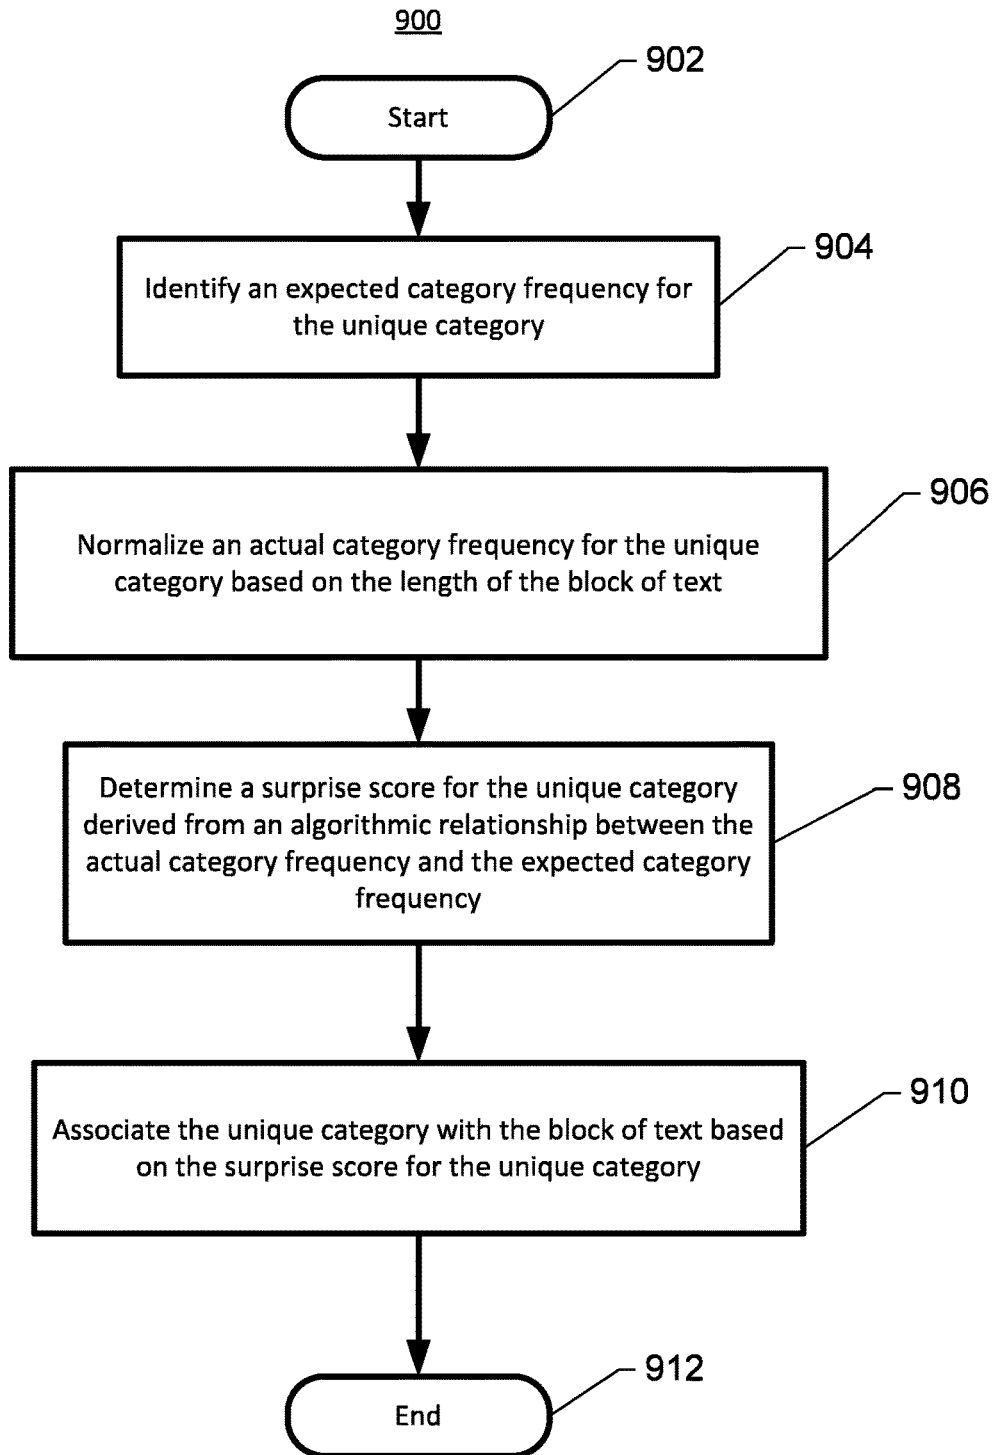 900
902
Start
904
Identify an expected category frequency for
the unique category
906
Normalize an actual category frequency for the unique
category based on the length of the block of text
908
Determine a surprise score for the unique category
derived from an algorithmic relationship between the
actual category frequency and the expected category
frequency
910
Associate the unique category with the block of text based
on the surprise score for the unique category
912
End